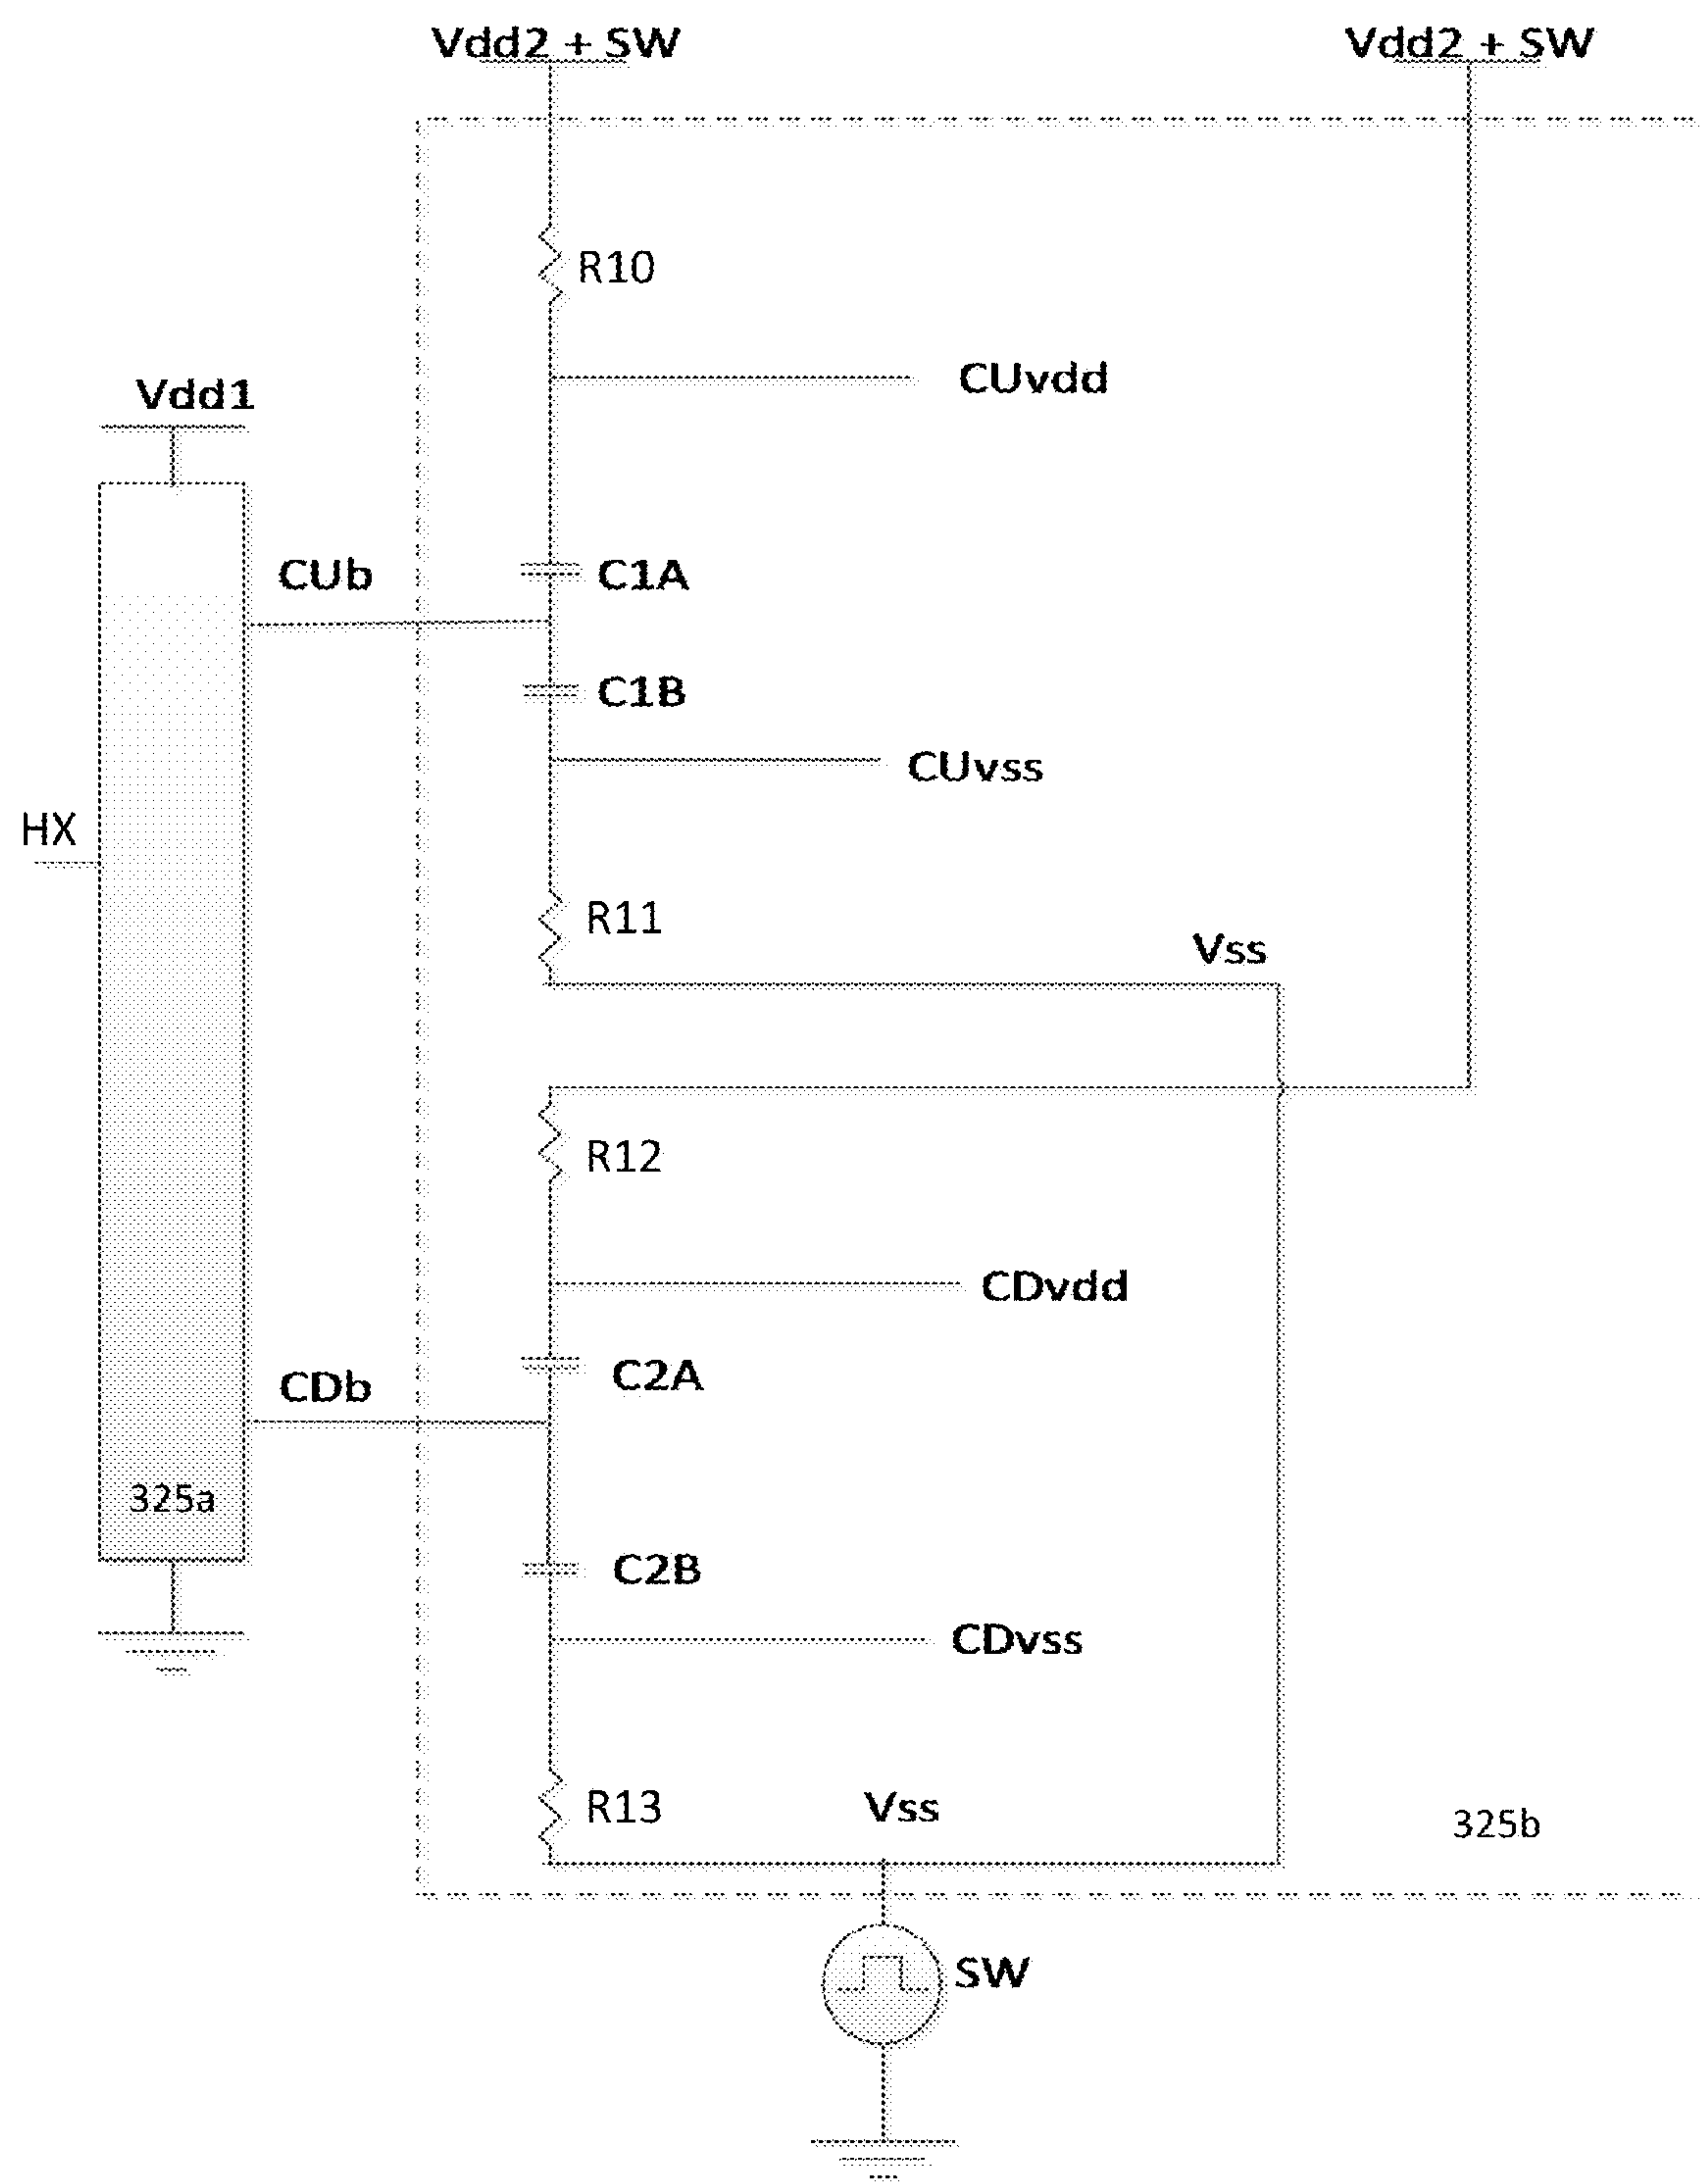 Vdd2 + SW
Vdd2 + SW
R10
CUvdd
Vdd1
CUb
C1A
C1B
CUvss
HX
R11
Vss
R12
CDvdd
C2A
CDb
325a
C2B
CDvss
R13
Vss
325b
SW